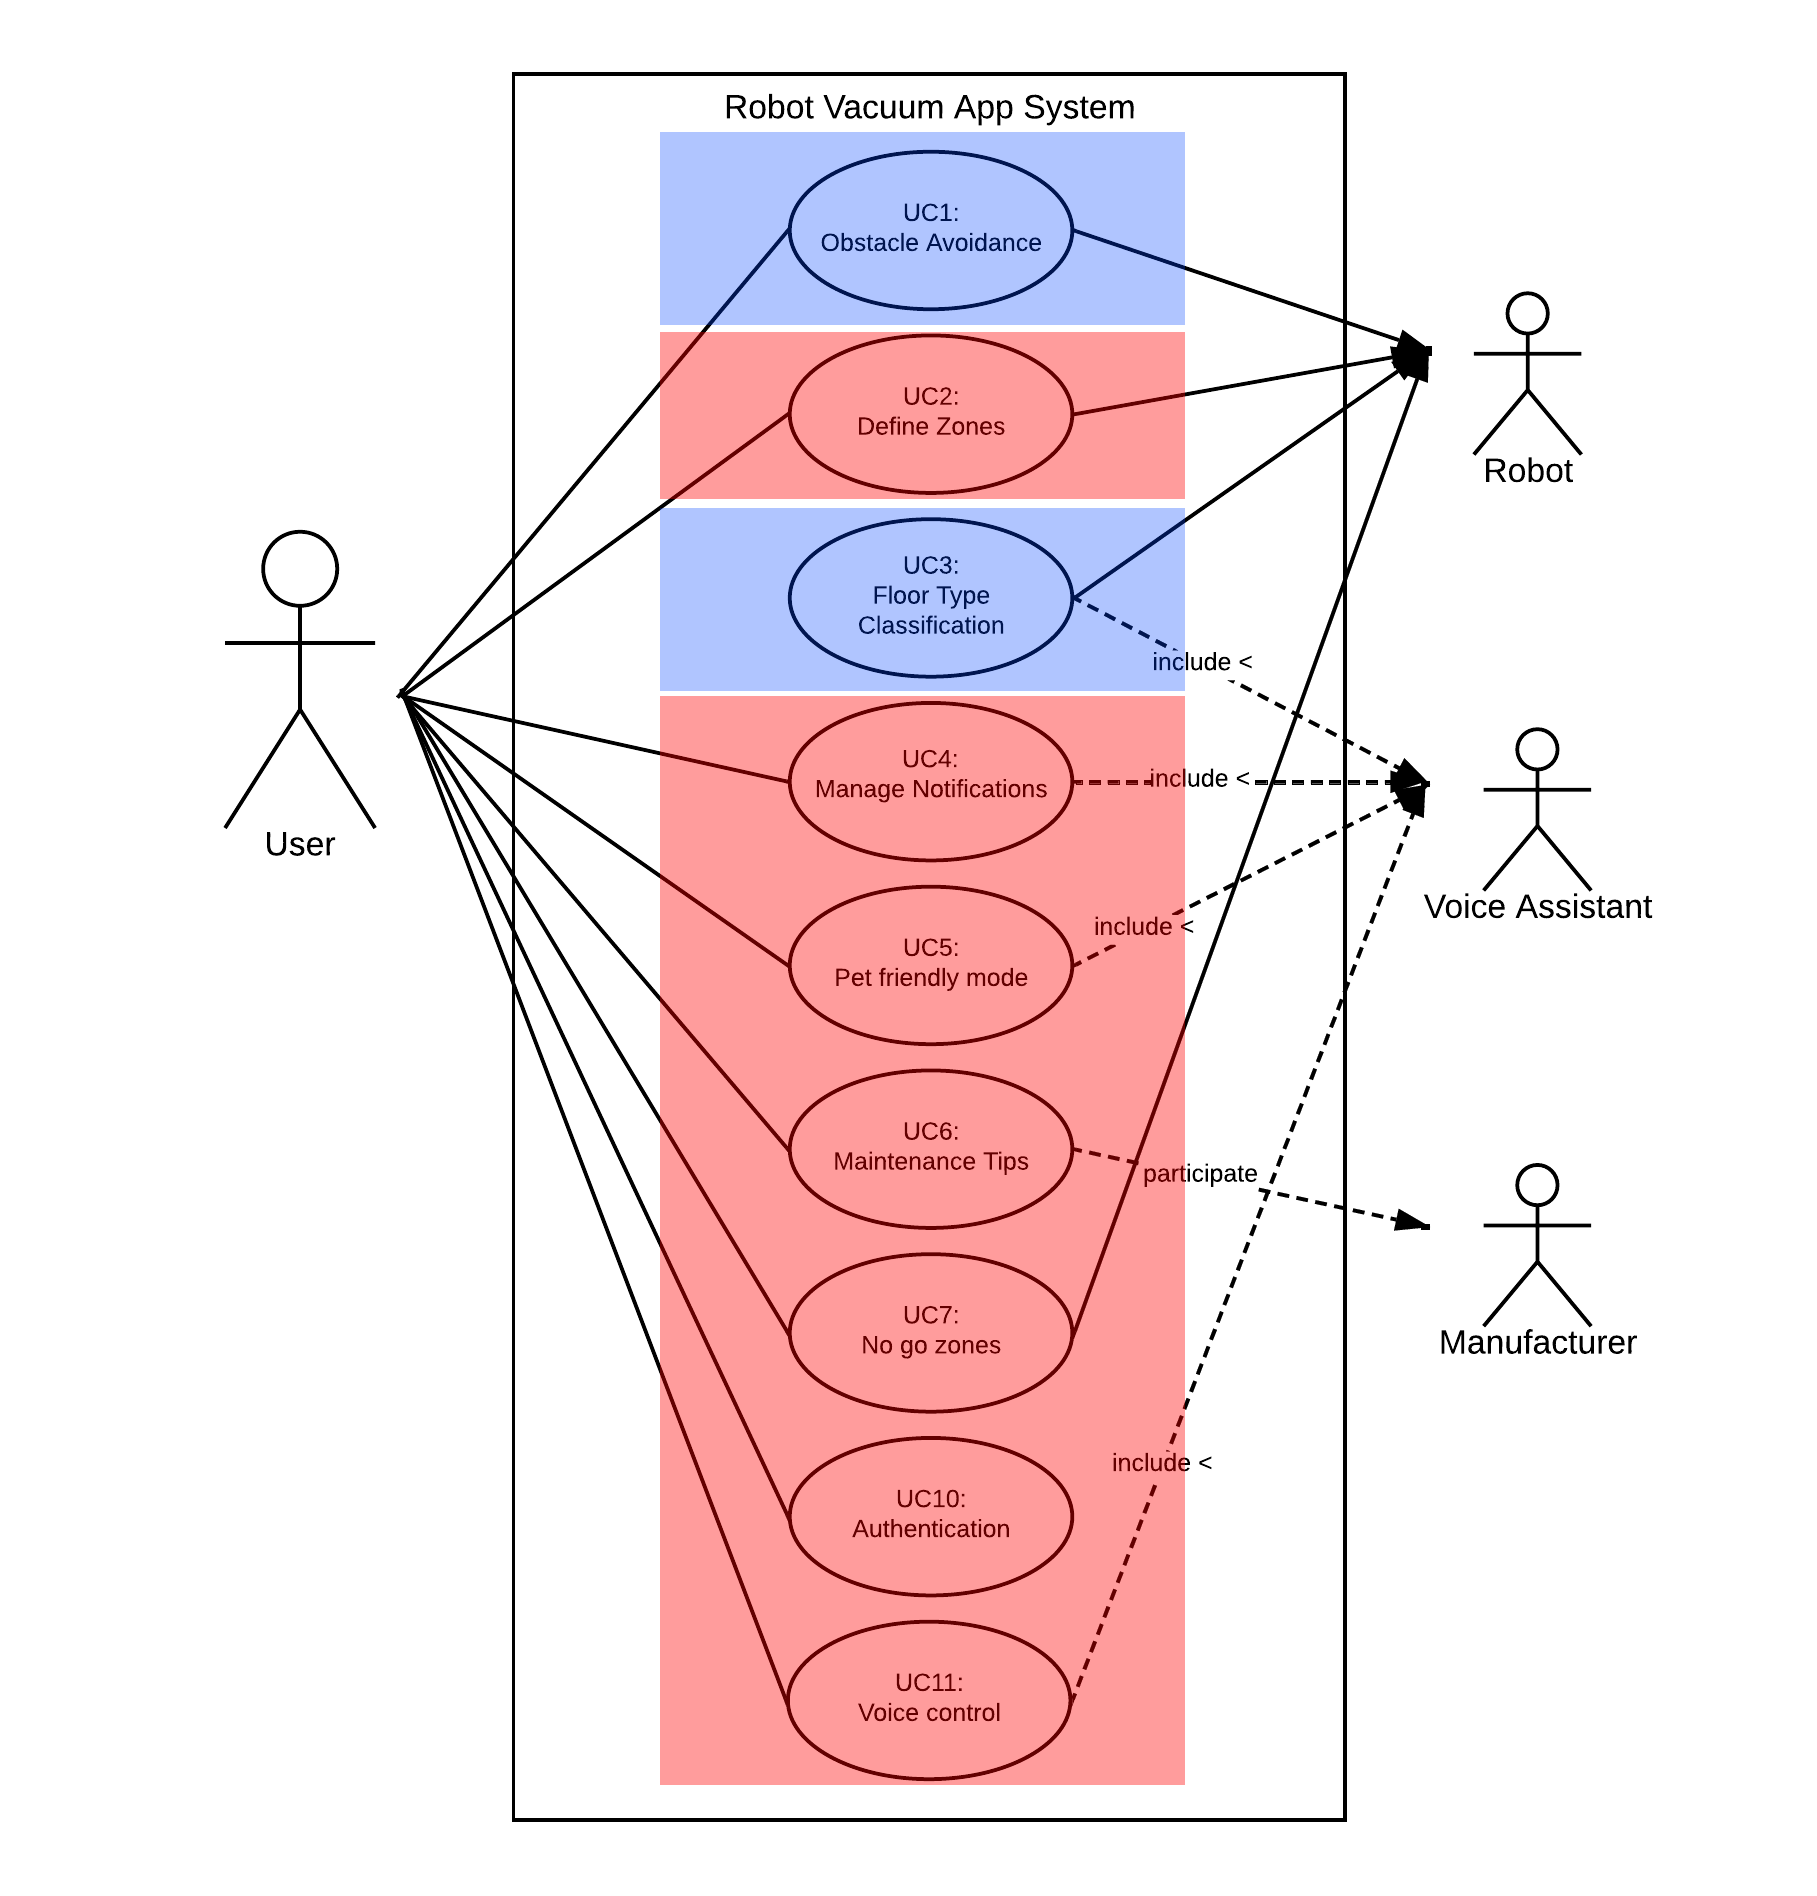 Robot Vacuum App System
UC1:
Obstacle Avoidance
UC2:
Define Zones
Robot
UC3:
Floor Type
Classification
include <
UC4:
Manage Notifications
include <
User
Voice Assistant
UC5:
Pet friendly mode
include <
UC6:
Maintenance Tips
participate
UC7:
No go zones
Manufacturer
UC10:
Authentication
include <
UC11:
Voice control